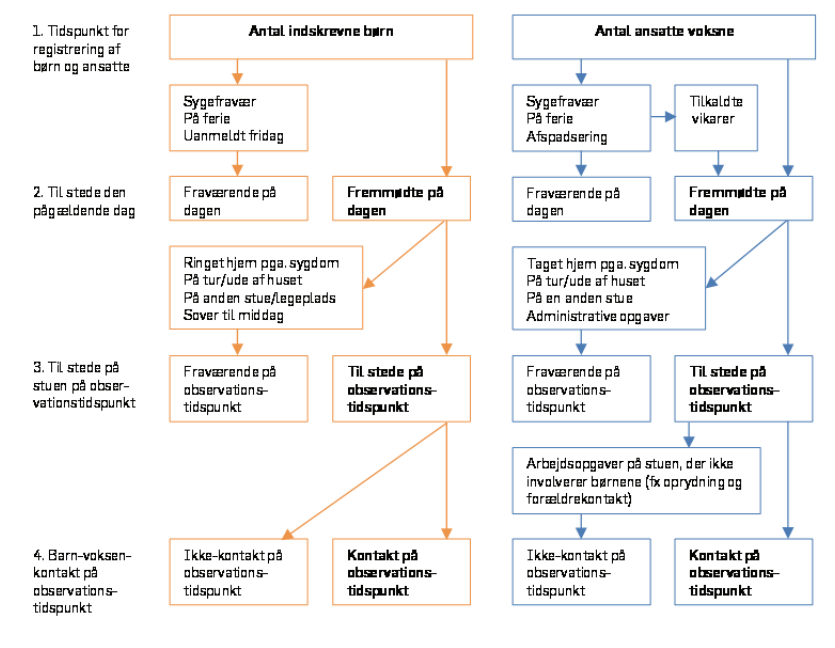 1. Tidspunkt for
registrering af
børn og ansatte
Antal indskrevne børn
Antal ansatte voksne
Sygefravær
På ferie
Uanmeldt fridag
Sygefravær
På ferie
Afspadsering
Tilkaldte
vikarer
2. Til stede den
pågældende dag
Fraværende på
dagen
Fremmødte på
dagen
Fraværende på
dagen
Fremmødte på
dagen
Ringet hjem pga. sygdom
På tur/ude af huset
På anden stue/legeplads
Sover til middag
Taget hjem pga. sygdom
På tur/ude af huset
På en anden stue
Administrative opgaver
3. Til stede på
stuen på obser-
vationstidspunkt
Fraværende på
observations-
tidspunkt
Til stede på
observations-
tidspunkt
Fraværende på
observations-
tidspunkt
Til stede på
observations-
tidspunkt
Arbejdsopgaver på stuen, der ikke
involverer børnene (fx oprydning og
forældrekontakt)
4. Barn-voksen-
kontakt på
observations-
tidspunkt
Ikke-kontakt på
observations-
tidspunkt
Kontakt på
observations-
tidspunkt
Ikke-kontakt på
observations-
tidspunkt
Kontakt på
observations-
tidspunkt